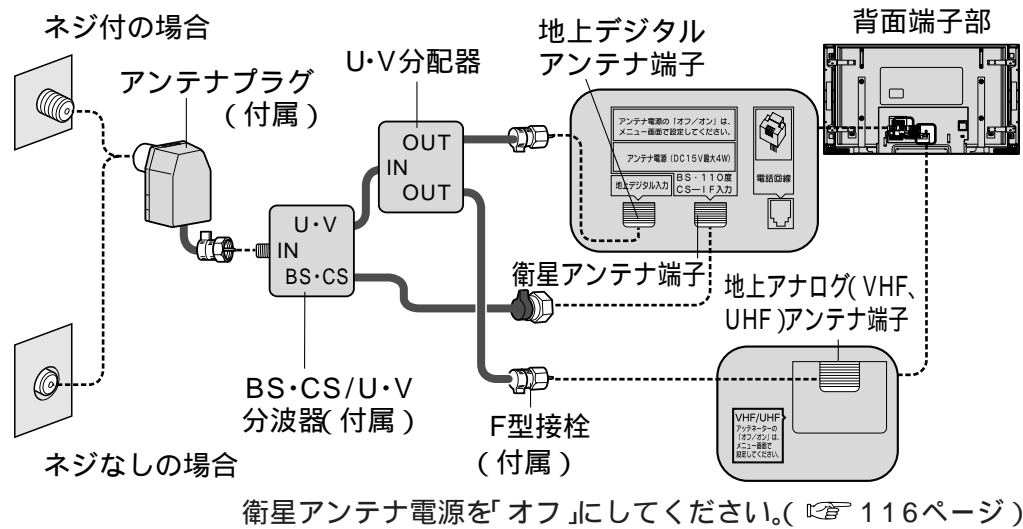 ネジ付の場合
アンテナプラグ
(付属)
U・V分配器
地上デジタル
アンテナ端子
背面端子部
OUT
IN
OUT
アンテナ電源の「オフ/オン」は、
メニュー画面で設定してください。
アンテナ電源(DC15V最大4W)
地上デジタル入力
BS・110度
CS―IF入力
電話回線
U・V
IN
BS・CS
衛星アンテナ端子
地上アナログ(VHF、
UHF)アンテナ端子
BS・CS/U・V
分波器(付属)
F型接栓
(付属)
VHF/UHF
アッテネーターの
「オフ/オン」は、
メニュー画面で
設定してください。
ネジなしの場合
衛星アンテナ電源を「オフ」にしてください。(☞116ページ)